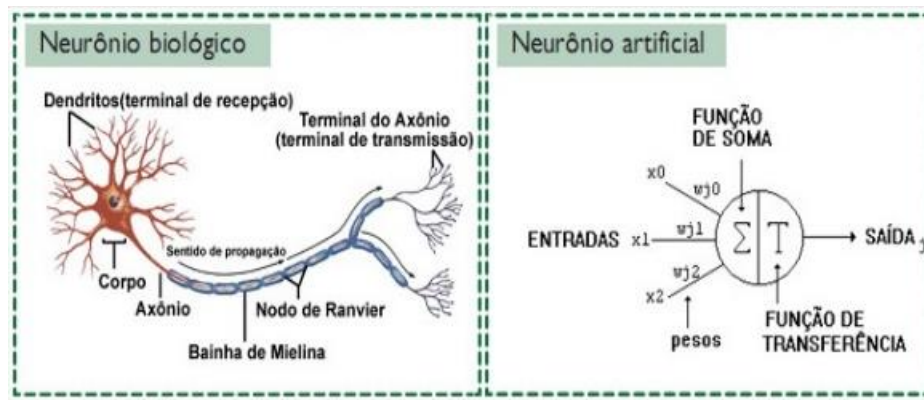 Neurônio biológico
Dendritos(terminal de recepção)
Terminal do Axônio
(terminal de transmissão)
Sentido de propagação
Corpo
Axônio
Nodo de Ranvier
Bainha de Mielina
Neurônio artificial
FUNÇÃO
DE SOMA
x0
wj0
ENTRADAS
x1
wj1
Σ
T
SAÍDA j
wj2
x2
pesos
FUNÇÃO DE
TRANSFERÊNCIA